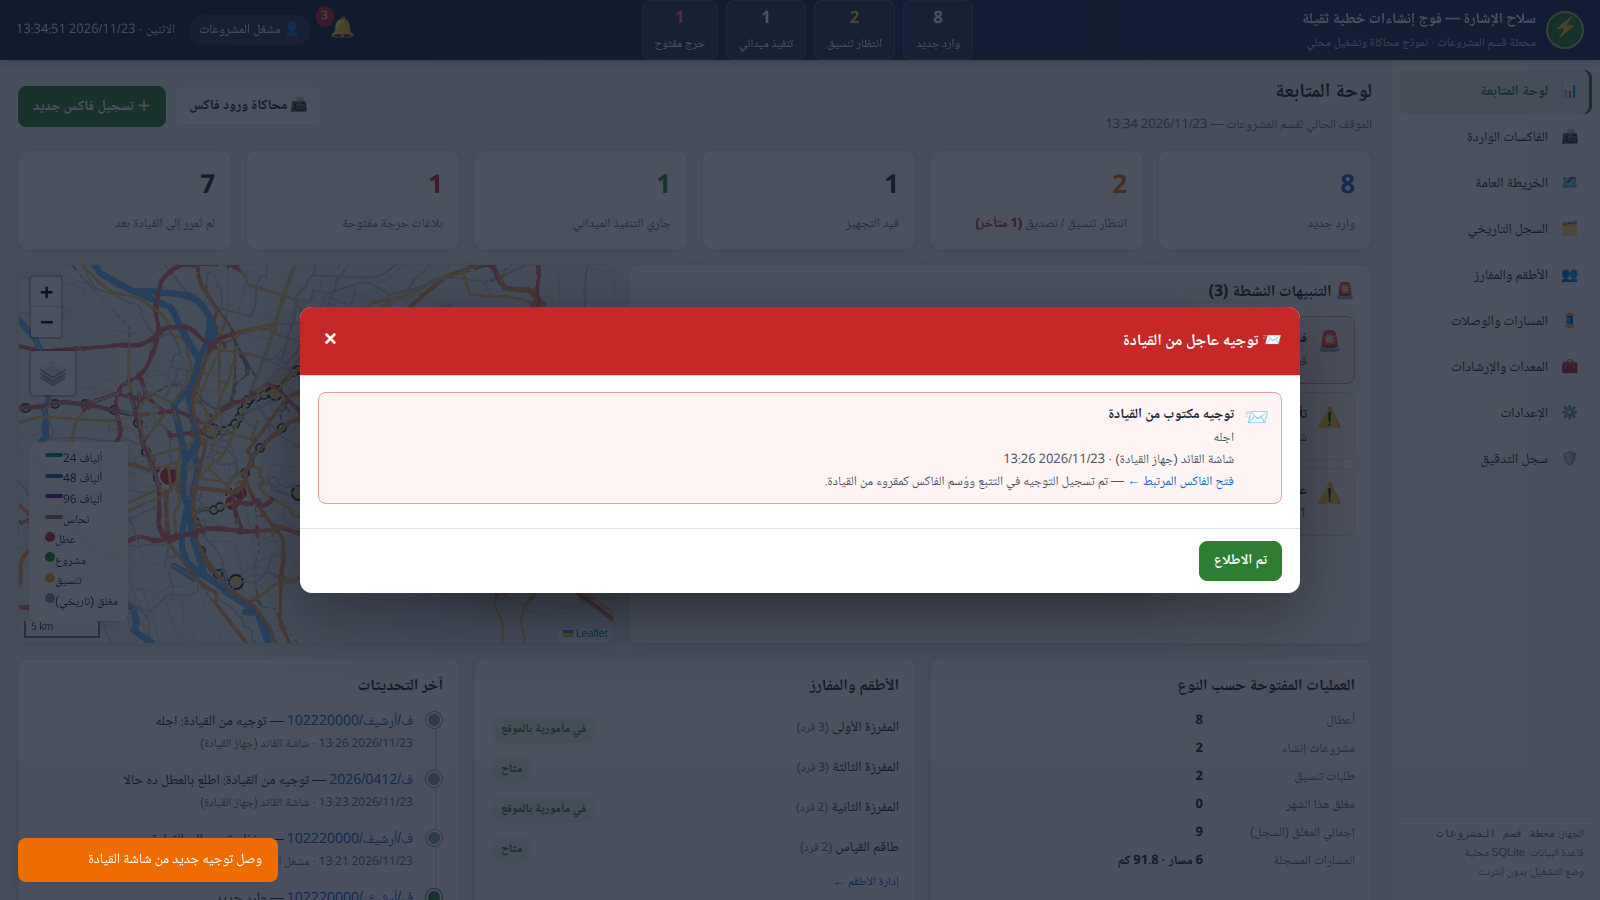 سلاح الإشارة — فوج إنشاءات خطية ثقيلة
محطة قسم المشروعات · نموذج محاكاة وتشغيل محلي
8
وارد جديد
2
انتظار تنسيق
1
تنفيذ ميداني
1
حرج مفتوح
3
مشغل المشروعات
الاثنين · 2026/11/23 13:34:51
لوحة المتابعة
الفاكسات الواردة
الخريطة العامة
السجل التاريخي
الأطقم والمفارز
المسارات والوصلات
المعدات والإرشادات
الإعدادات
سجل التدقيق
الجهاز: محطة قسم المشروعات
قاعدة البيانات: SQLite محلية
وضع التشغيل: بدون إنترنت
لوحة المتابعة
الموقف الحالي لقسم المشروعات — 2026/11/23 13:34
محاكاة ورود فاكس
+ تسجيل فاكس جديد
8
وارد جديد
2
انتظار تنسيق / تصديق (1 متأخر)
1
قيد التجهيز
1
جاري التنفيذ الميداني
1
بلاغات حرجة مفتوحة
7
لم تُمرر إلى القيادة بعد
التنبيهات النشطة (3)
توجيه عاجل من القيادة
×
توجيه مكتوب من القيادة
اجله
شاشة القائد (جهاز القيادة) · 2026/11/23 13:26
فتح الفاكس المرتبط ← — تم تسجيل التوجيه في التتبع ووُسم الفاكس كمقروء من القيادة.
تم الاطلاع
+
−
ألياف 24
ألياف 48
ألياف 96
نحاس
عطل
مشروع
تنسيق
مغلق (تاريخي)
5 km
Leaflet
العمليات المفتوحة حسب النوع
أعطال 8
مشروعات إنشاء 2
طلبات تنسيق 2
مغلق هذا الشهر 0
إجمالي المغلق (السجل) 9
المسارات المسجلة 6 مسار · 91.8 كم
الأطقم والمفارز
المفرزة الأولى (3 فرد) في مأمورية بالموقع
المفرزة الثالثة (3 فرد) متاح
المفرزة الثانية (2 فرد) في مأمورية بالموقع
طاقم القياس (2 فرد) متاح
إدارة الأطقم ←
آخر التحديثات
ف/أرشيف/102220000 — توجيه من القيادة: اجله
2026/11/23 13:26 · شاشة القائد (جهاز القيادة)
ف/2026/0412 — توجيه من القيادة: اطلع بالعطل ده حالا
2026/11/23 13:23 · شاشة القائد (جهاز القيادة)
ف/أرشيف/102220000 —
2026/11/23 13:21 · مشغل
ف/أرشيف/102220000 — وارد جديد
وصل توجيه جديد من شاشة القيادة